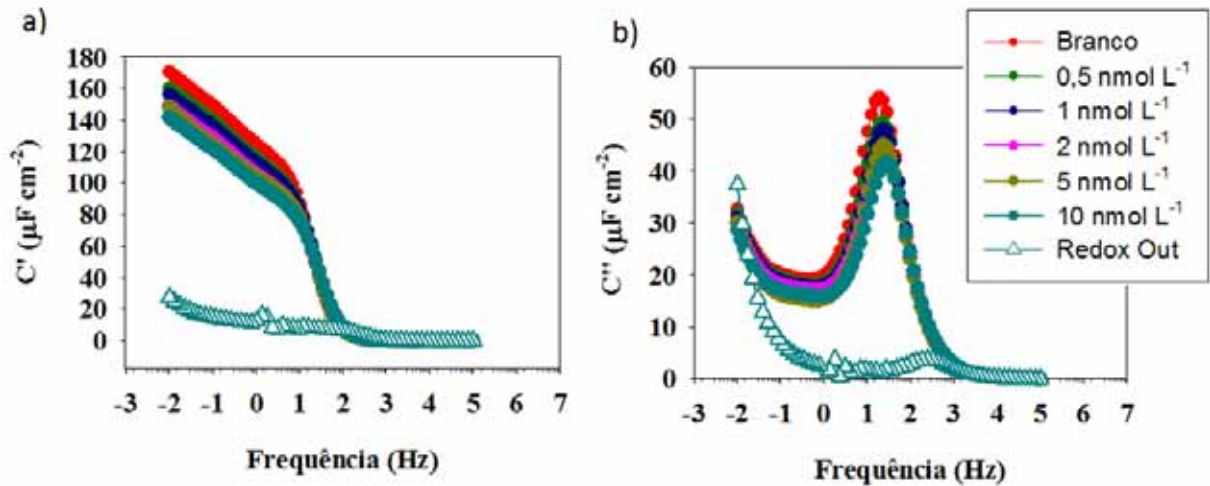 a)
180
160
140
120
100
80
60
40
20
0
C' (µF cm-2)
-3 -2 -1 0 1 2 3 4 5 6 7
Frequência (Hz)
b)
60
50
40
30
20
10
0
C'' (µF cm-2)
-3 -2 -1 0 1 2 3 4 5 6 7
Frequência (Hz)
Branco
0,5 nmol L-1
1 nmol L-1
2 nmol L-1
5 nmol L-1
10 nmol L-1
Redox Out